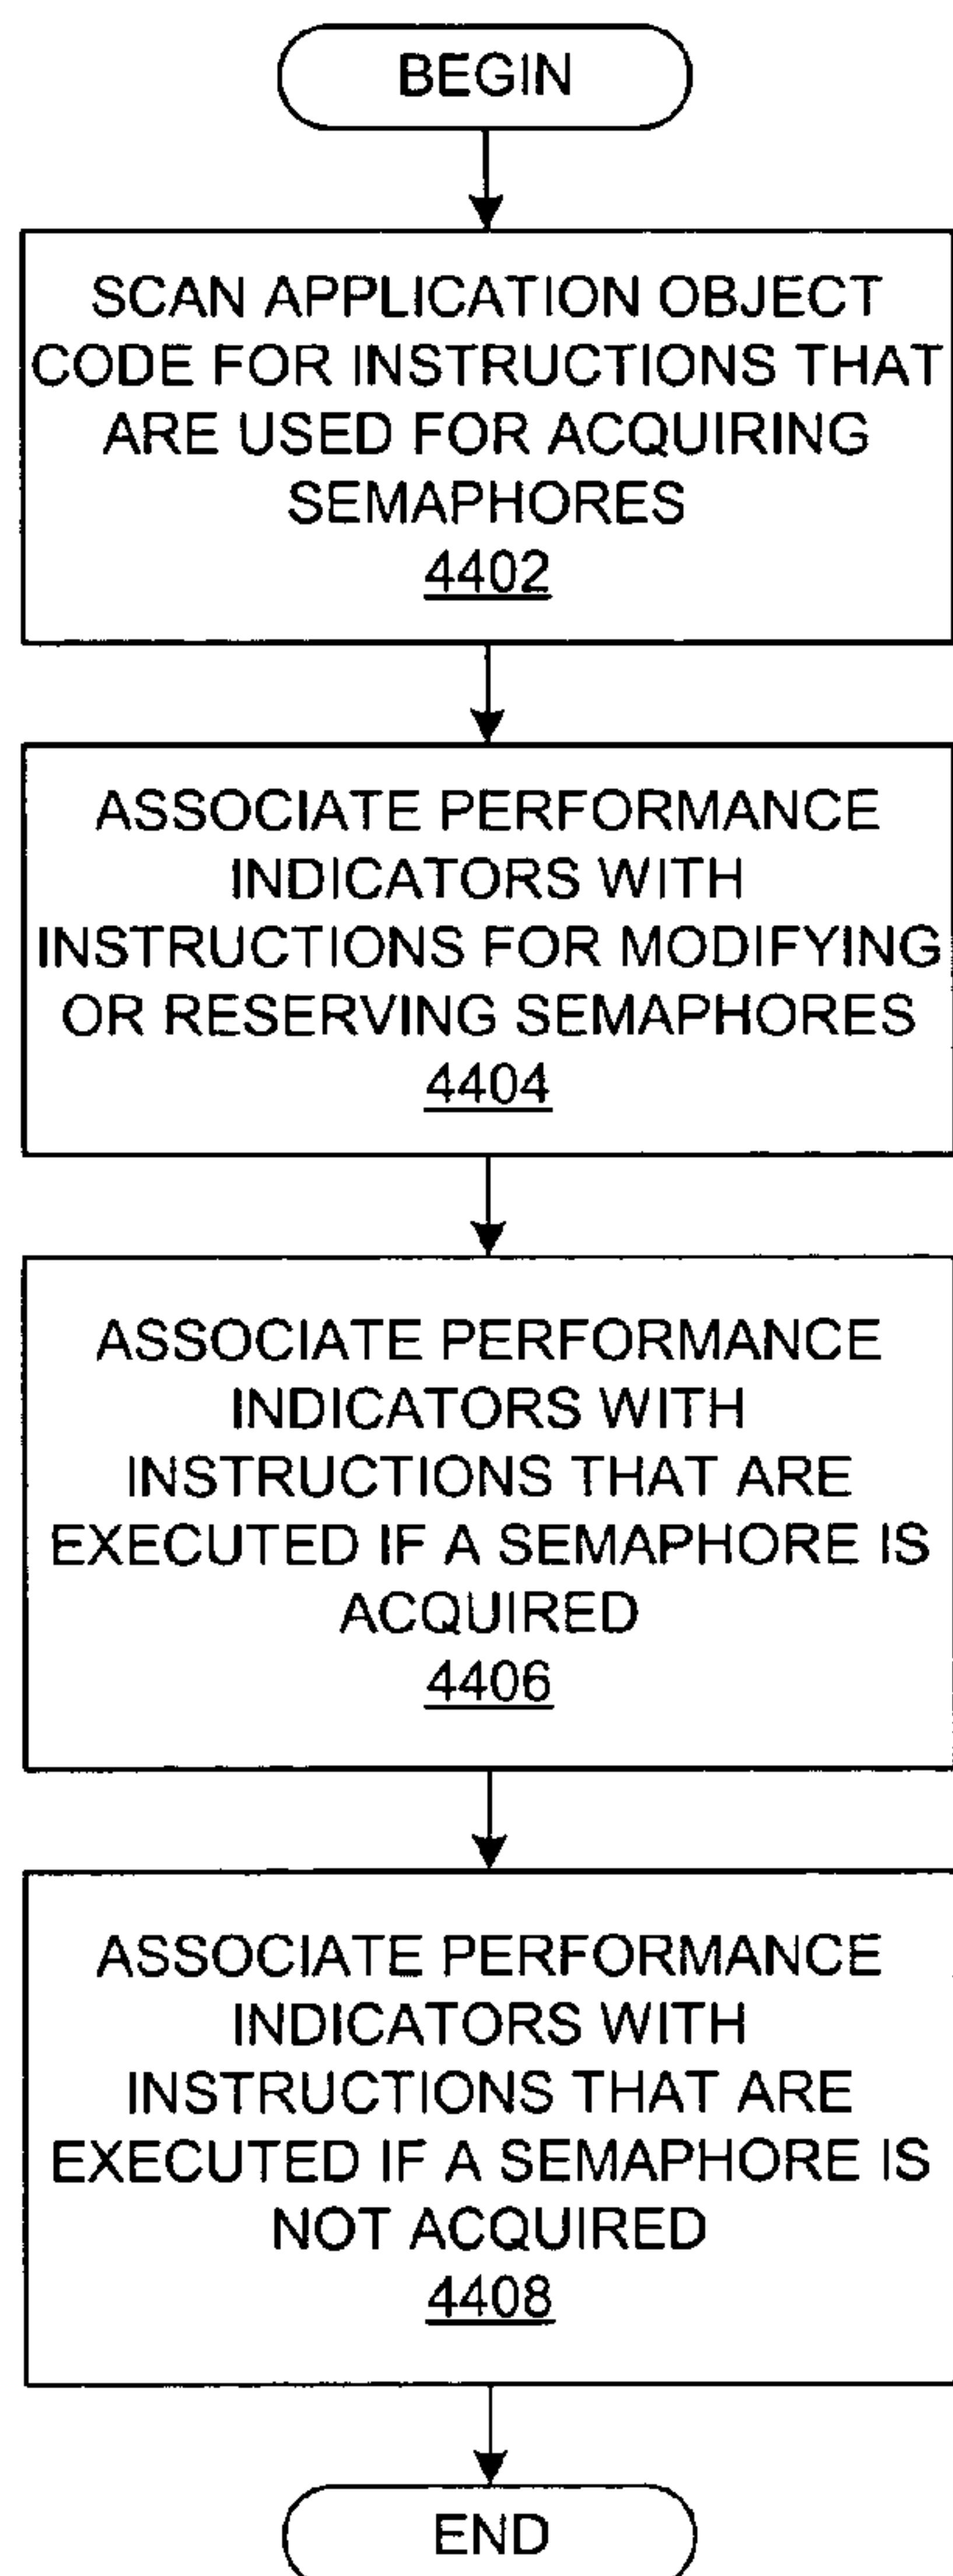 BEGIN
SCAN APPLICATION OBJECT
CODE FOR INSTRUCTIONS THAT
ARE USED FOR ACQUIRING
SEMAPHORES
4402
ASSOCIATE PERFORMANCE
INDICATORS WITH
INSTRUCTIONS FOR MODIFYING
OR RESERVING SEMAPHORES
4404
ASSOCIATE PERFORMANCE
INDICATORS WITH
INSTRUCTIONS THAT ARE
EXECUTED IF A SEMAPHORE IS
ACQUIRED
4406
ASSOCIATE PERFORMANCE
INDICATORS WITH
INSTRUCTIONS THAT ARE
EXECUTED IF A SEMAPHORE IS
NOT ACQUIRED
4408
END